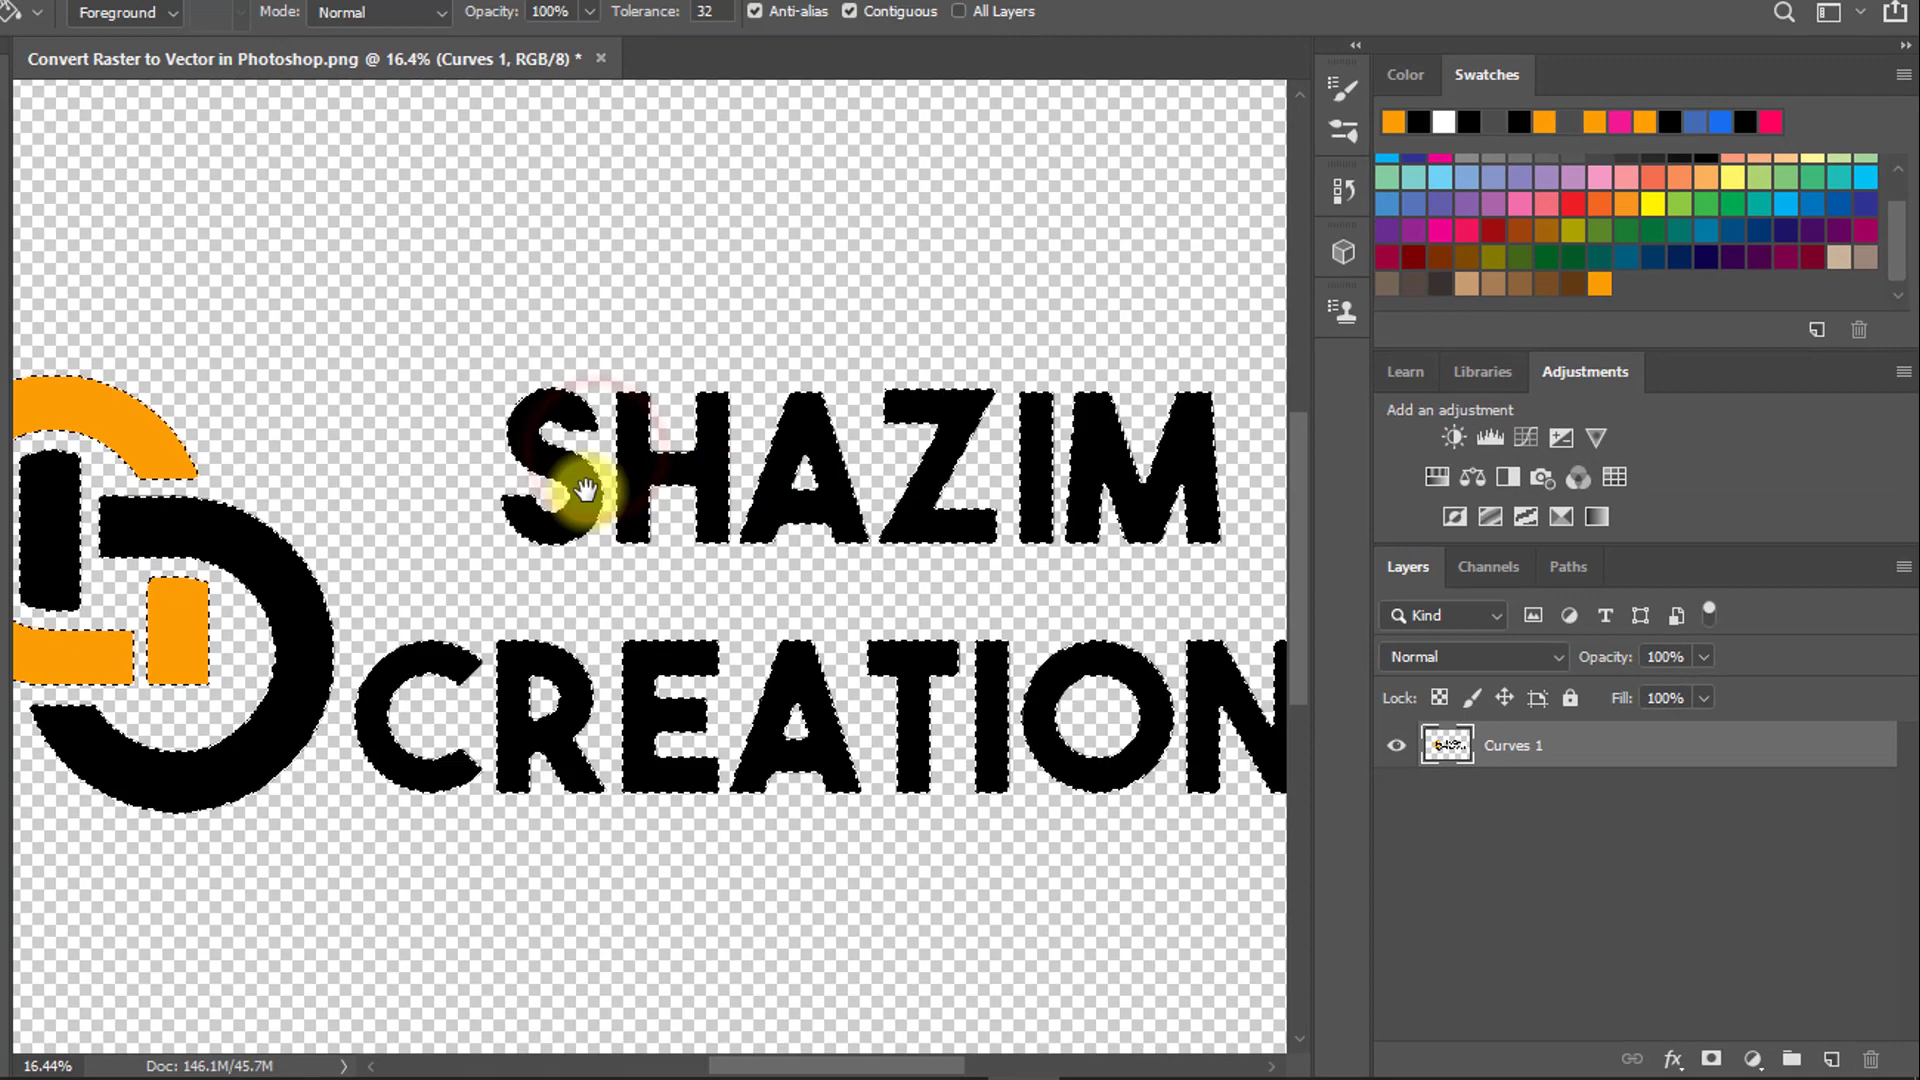 Foreground Mode: Normal Opacity: 100% Tolerance: 32 Anti-alias Contiguous All Layers
Convert Raster to Vector in Photoshop.png @ 16.4% (Curves 1, RGB/8) *
Color Swatches
SHAZIM
CREATION
Learn Libraries Adjustments
Add an adjustment
Layers Channels Paths
Kind
Normal Opacity: 100%
Lock: Fill: 100%
Curves 1
16.44% Doc: 146.1M/45.7M